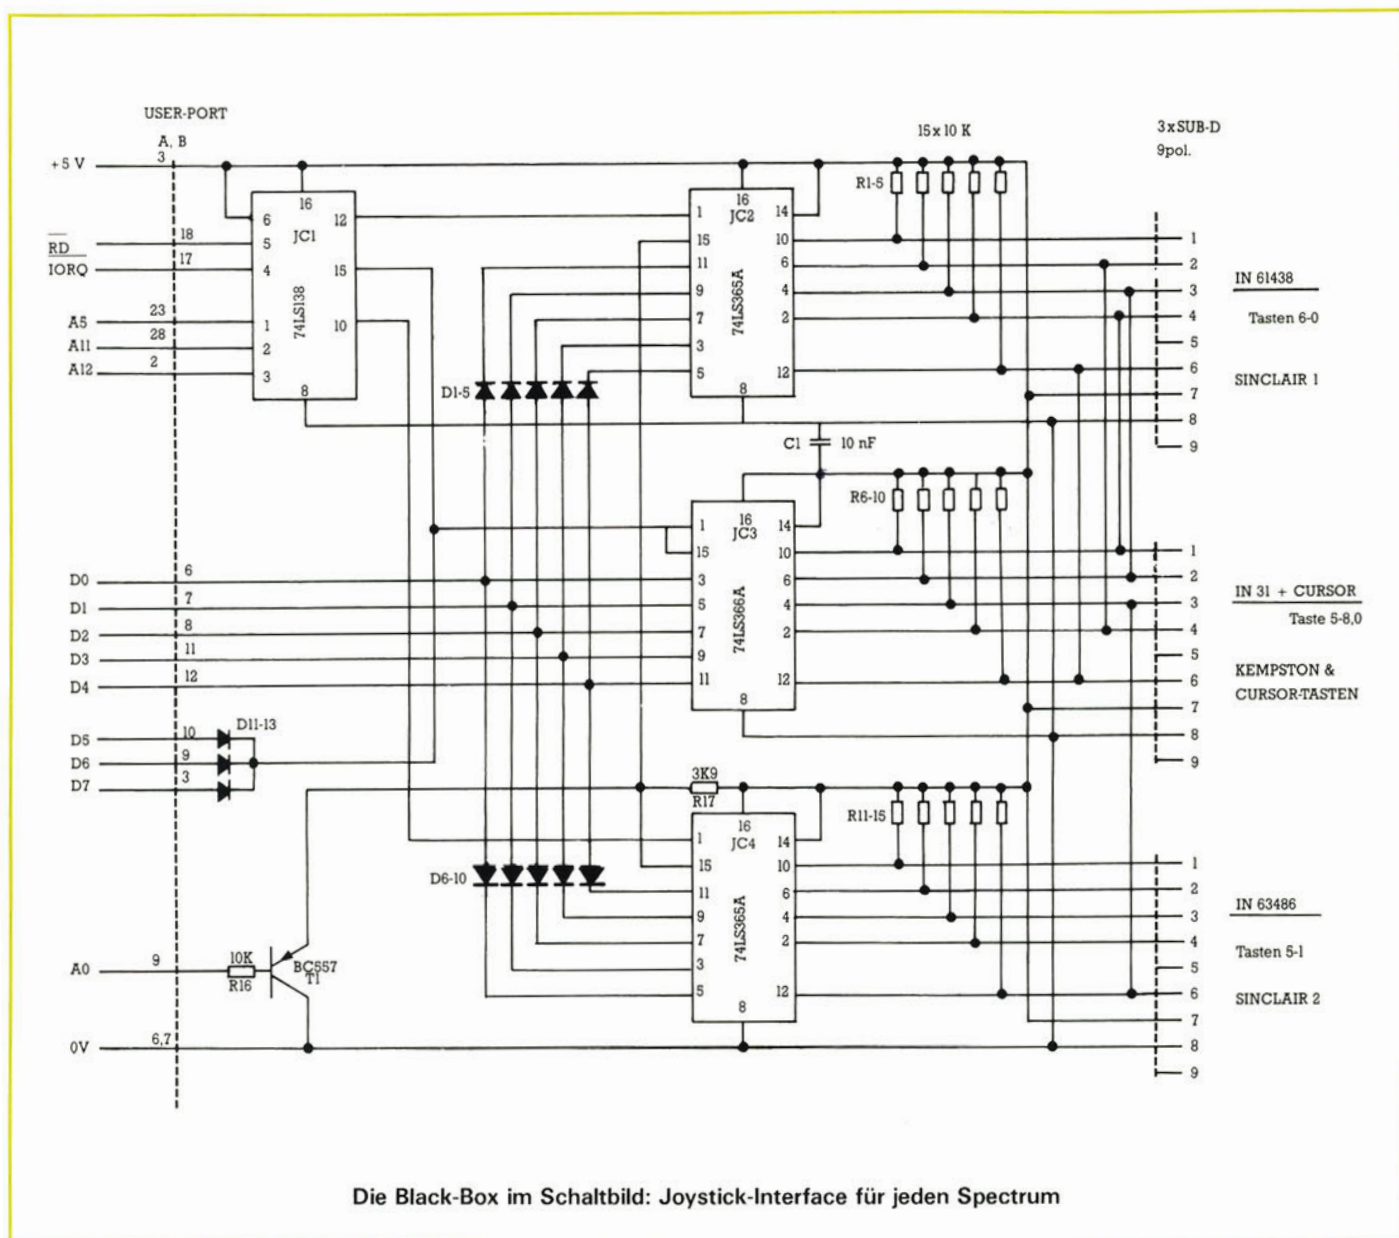 USER-PORT
A, B
3
+5 V
RD
18
IORQ
17
A5
23
A11
28
A12
2
6
5
4
1
2
3
16
JC1
74LS138
8
12
15
10
D1-5
1
15
11
9
7
3
5
16
JC2
74LS365A
8
14
10
6
4
2
12
15 x 10 K
R1-5
3 x SUB-D
9pol.
1
2
3
4
5
6
7
8
9
IN 61438
Tasten 6-0
SINCLAIR 1
C1
10 nF
D0
6
D1
7
D2
8
D3
11
D4
12
D5
10
D6
9
D7
3
D11-13
1
15
3
5
7
9
11
16
JC3
74LS366A
8
14
10
6
4
2
12
R6-10
1
2
3
4
5
6
7
8
9
IN 31 + CURSOR
Taste 5-8,0
KEMPSTON &
CURSOR-TASTEN
3K9
R17
D6-10
1
15
11
9
7
3
5
16
JC4
74LS365A
8
14
10
6
4
2
12
R11-15
1
2
3
4
5
6
7
8
9
IN 63486
Tasten 5-1
SINCLAIR 2
A0
9
10K
R16
BC557
T1
0V
6,7
Die Black-Box im Schaltbild: Joystick-Interface für jeden Spectrum